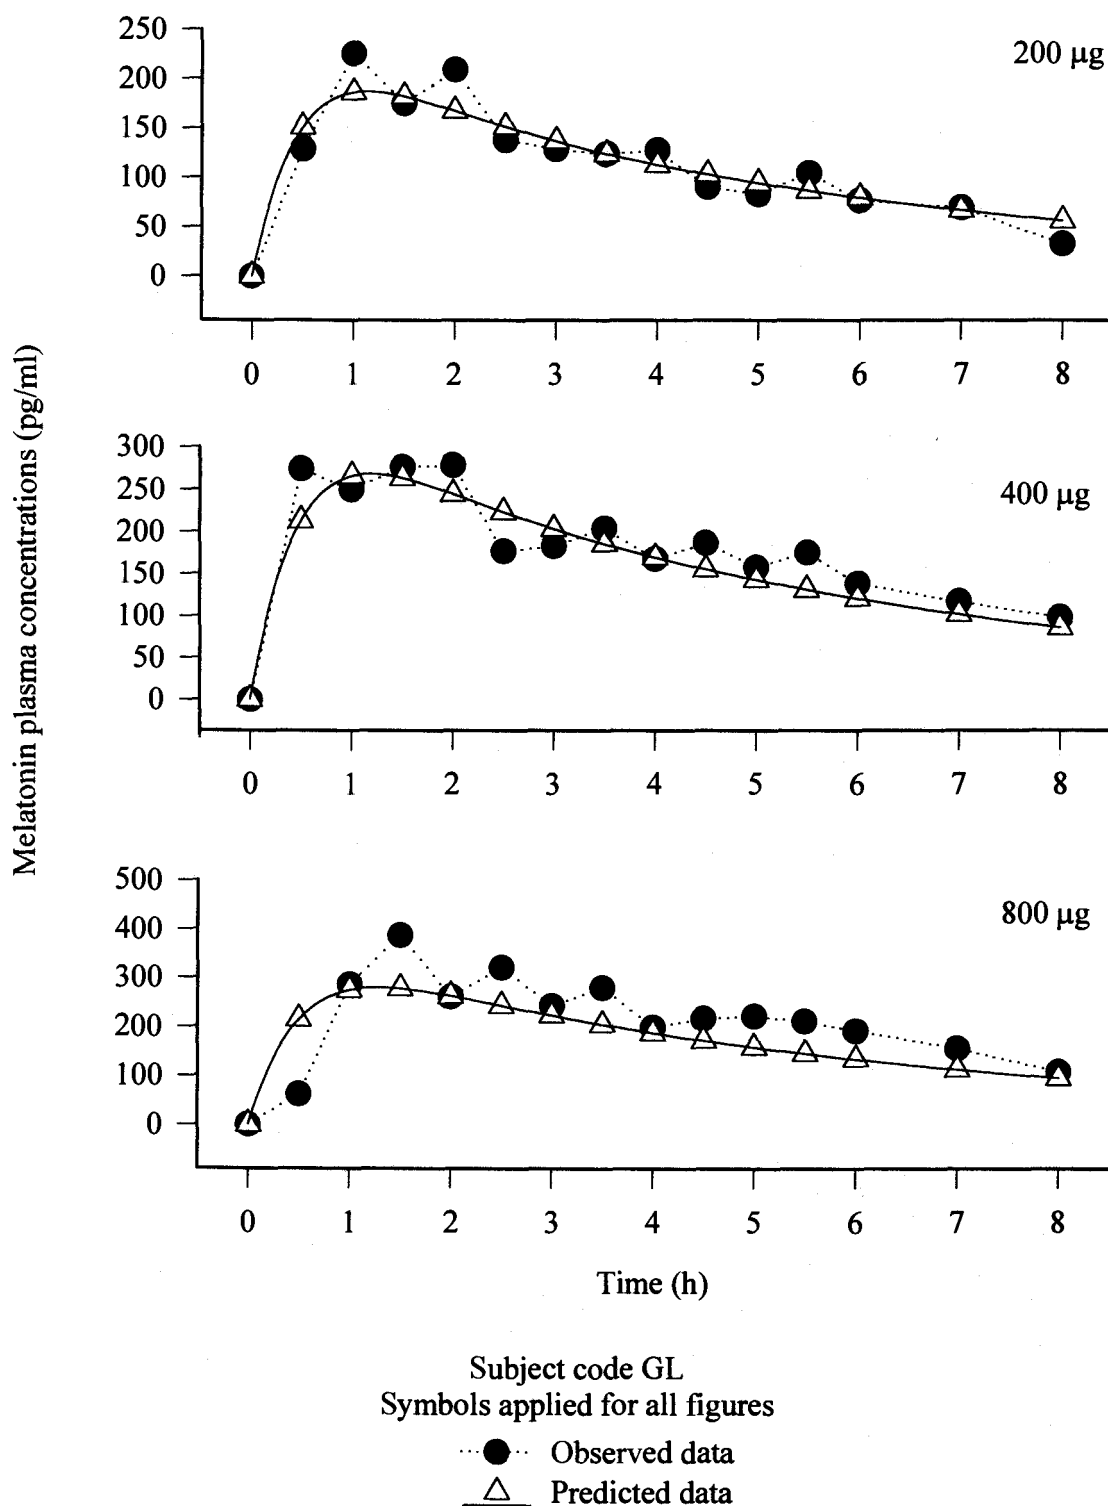 250
200 µg
200
150
100
50
0
0 1 2 3 4 5 6 7 8
Melatonin plasma concentrations (pg/ml)
300
400 µg
250
200
150
100
50
0
0 1 2 3 4 5 6 7 8
500
800 µg
400
300
200
100
0
0 1 2 3 4 5 6 7 8
Time (h)
Subject code GL
Symbols applied for all figures
Observed data
Predicted data